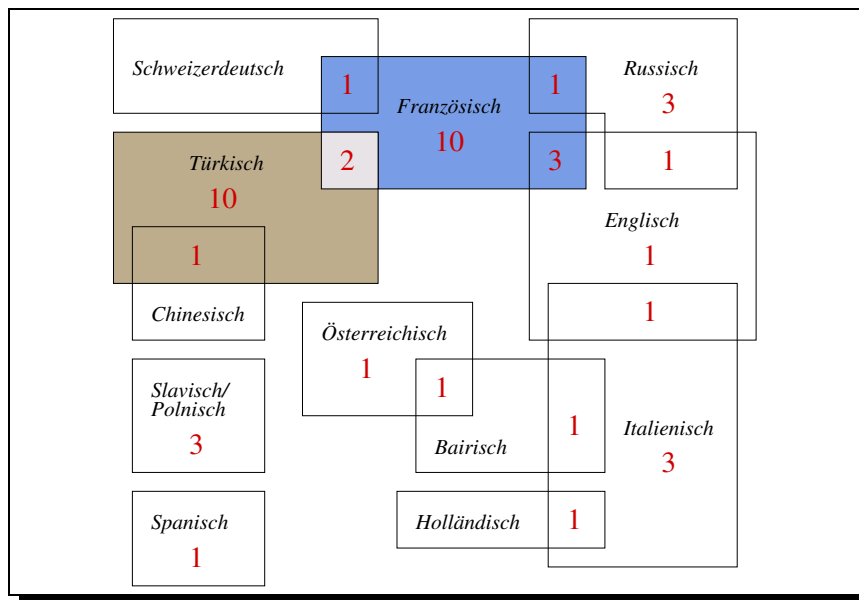 Schweizerdeutsch
1
Französisch
10
1
Russisch
3
Türkisch
10
2
3
1
Englisch
1
1
Chinesisch
1
Österreichisch
1
1
Bairisch
1
Italienisch
3
Slavisch/
Polnisch
3
Holländisch
1
Spanisch
1